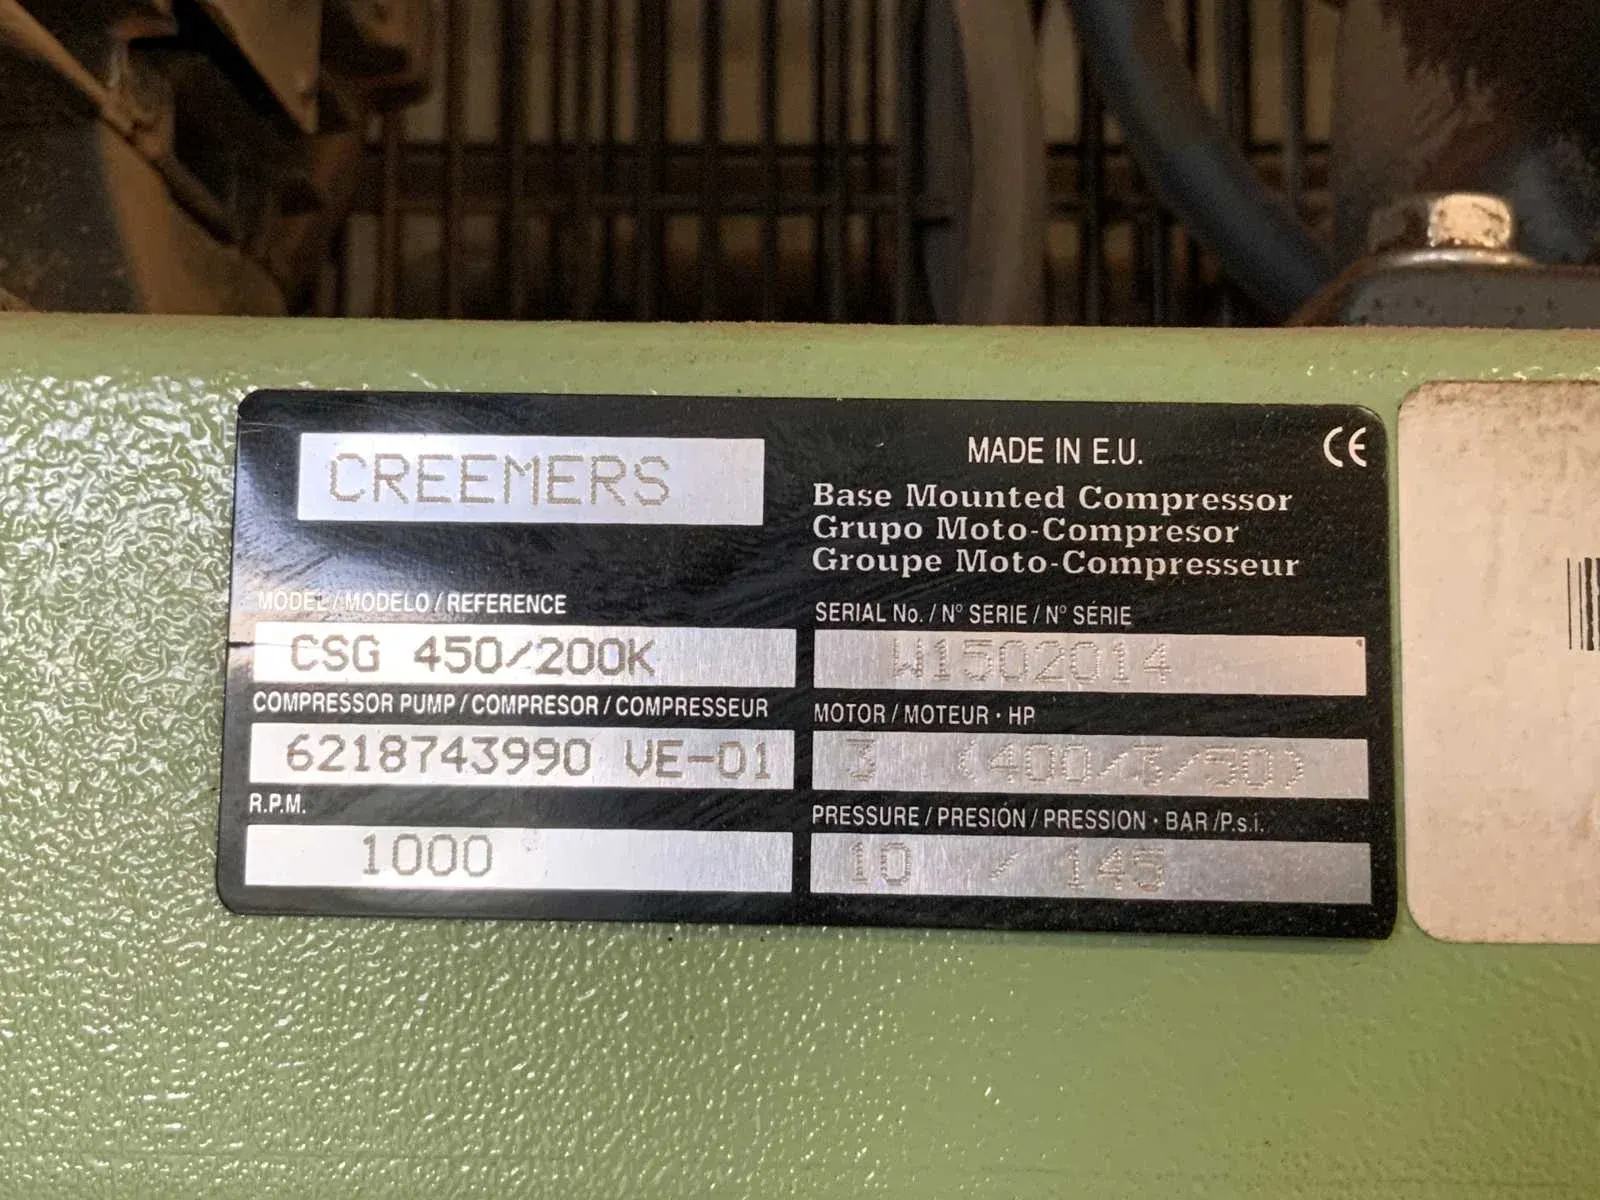 CREEMERS
MADE IN E.U.
CE
Base Mounted Compressor
Grupo Moto-Compresor
Groupe Moto-Compresseur
MODEL / MODELO / REFERENCE
CSG 450/200K
SERIAL No. / N° SERIE / N° SÉRIE
W1502014
COMPRESSOR PUMP / COMPRESOR / COMPRESSEUR
6218743990 VE-01
MOTOR / MOTEUR · HP
3 (400/3/50)
R.P.M.
1000
PRESSURE / PRESIÓN / PRESSION · BAR /P.s.i.
10 / 145